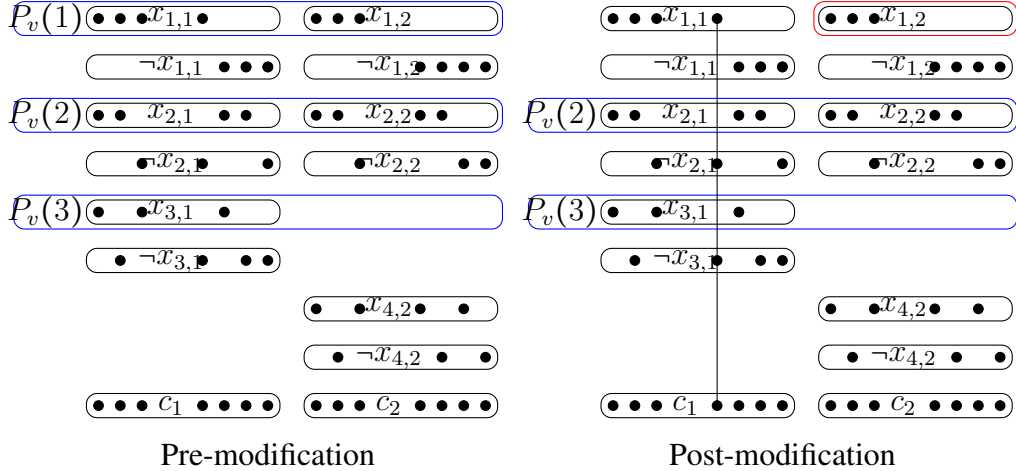 P_v(1) x_{1,1} x_{1,2} x_{1,1} x_{1,2}
¬x_{1,1} ¬x_{1,2} ¬x_{1,1} ¬x_{1,2}
P_v(2) x_{2,1} x_{2,2} P_v(2) x_{2,1} x_{2,2}
¬x_{2,1} ¬x_{2,2} ¬x_{2,1} ¬x_{2,2}
P_v(3) x_{3,1} P_v(3) x_{3,1}
¬x_{3,1} ¬x_{3,1}
x_{4,2} x_{4,2}
¬x_{4,2} ¬x_{4,2}
c_1 c_2 c_1 c_2
Pre-modification Post-modification